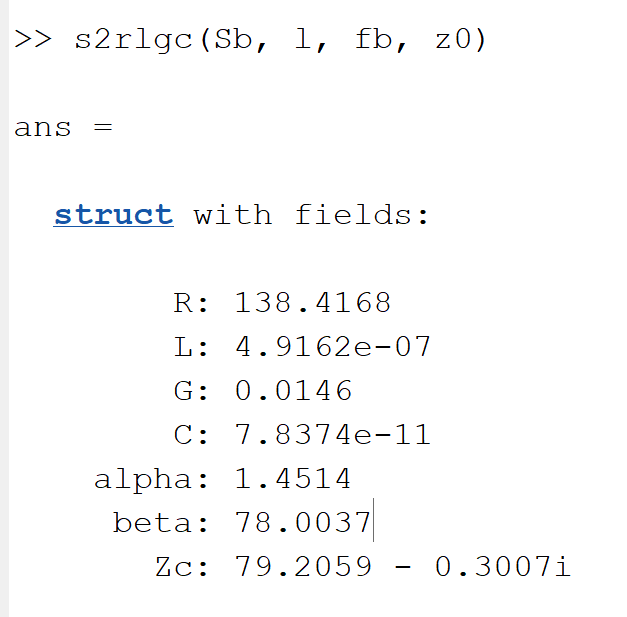 >> s2rlgc(Sb, l, fb, z0)
ans =
struct with fields:
R: 138.4168
L: 4.9162e-07
G: 0.0146
C: 7.8374e-11
alpha: 1.4514
beta: 78.0037
Zc: 79.2059 - 0.3007i